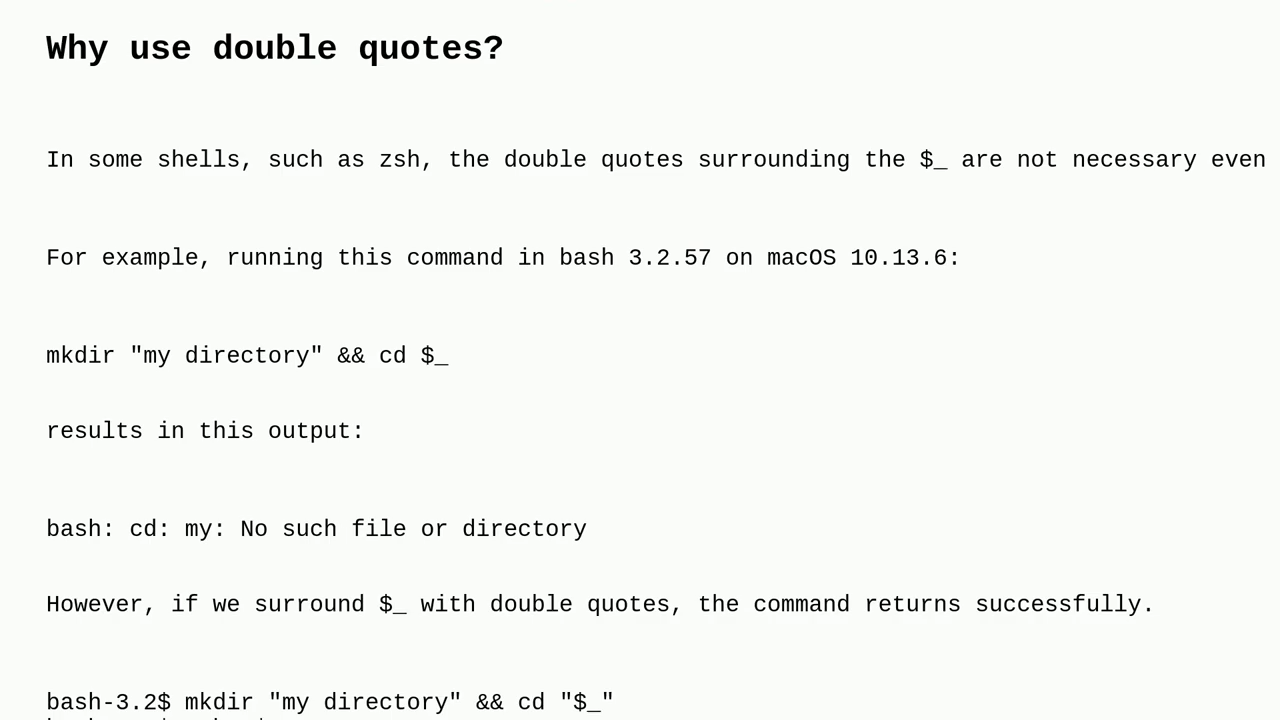 Why use double quotes?
In some shells, such as zsh, the double quotes surrounding the $_ are not necessary even
For example, running this command in bash 3.2.57 on macOS 10.13.6:
mkdir "my directory" && cd $_
results in this output:
bash: cd: my: No such file or directory
However, if we surround $_ with double quotes, the command returns successfully.
bash-3.2$ mkdir "my directory" && cd "$_"